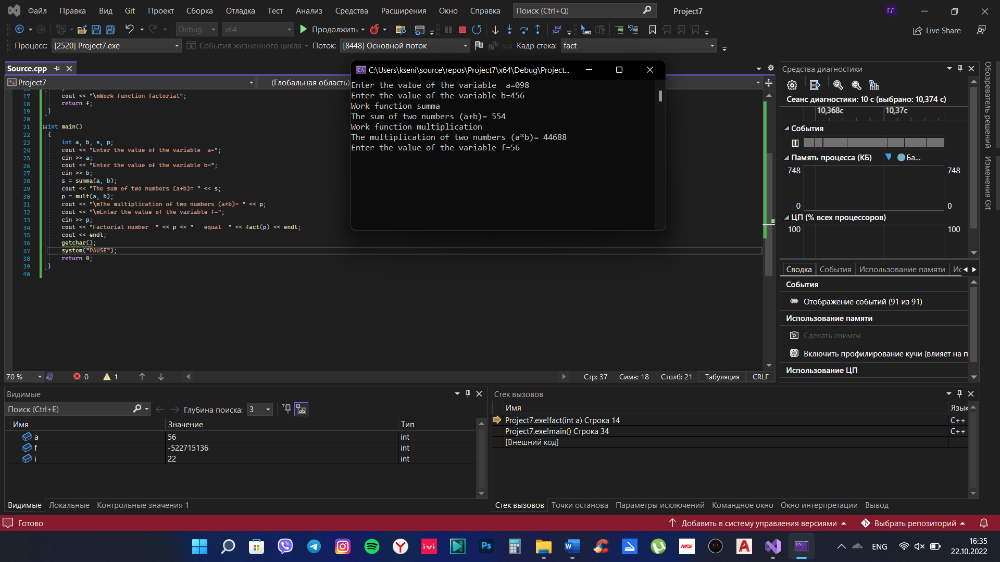 Файл Правка Вид Git Проект Сборка Отладка Тест Анализ Средства Расширения Окно Справка Поиск (Ctrl+Q) Project7 ГЛ
Debug x64 Продолжить Live Share
Процесс: [2520] Project7.exe События жизненного цикла Поток: [8448] Основной поток Кадр стека: fact
Source.cpp
Project7 (Глобальная область)
17 cout << "\nWork function factorial";
18 return f;
19 }
20
21 int main()
22 {
23 int a, b, s, p;
24 cout << "Enter the value of the variable  a=";
25 cin >> a;
26 cout << "Enter the value of the variable b=";
27 cin >> b;
28 s = summa(a, b);
29 cout << "The sum of two numbers (a+b)= " << s;
30 p = mult(a, b);
31 cout << "\nThe multiplication of two numbers (a*b)= " << p;
32 cout << "\nEnter the value of the variable f=";
33 cin >> p;
34 cout << "Factorial number  " << p << "   equal  " << fact(p) << endl;
35 cout << endl;
36 getchar();
37 system("PAUSE");
38 return 0;
39 }
40
C:\Users\kseni\source\repos\Project7\x64\Debug\Project...
Enter the value of the variable  a=098
Enter the value of the variable b=456
Work function summa
The sum of two numbers (a+b)= 554
Work function multiplication
The multiplication of two numbers (a*b)= 44688
Enter the value of the variable f=56
70 % 0 1 Стр: 37 Симв: 18 Столб: 21 Табуляция CRLF
Средства диагностики
Сеанс диагностики: 10 с (выбрано: 10,374 с)
10,368с 10,37с
События
Память процесса (КБ) Ба...
748 748
0 0
ЦП (% всех процессоров)
100 100
Сводка События Использование памяти Ис
События
Отображение событий (91 из 91)
Использование памяти
Сделать снимок
Включить профилирование кучи (влияет на п
Использование ЦП
Обозреватель решений
Изменения Git
Видимые
Поиск (Ctrl+E) Глубина поиска: 3
Имя Значение Тип
a 56 int
f -522715136 int
i 22 int
Видимые Локальные Контрольные значения 1
Стек вызовов
Имя Язык
Project7.exe!fact(int a) Строка 14 C++
Project7.exe!main() Строка 34 C++
[Внешний код]
Стек вызовов Точки останова Параметры исключений Командное окно Окно интерпретации Вывод
Готово Добавить в систему управления версиями Выбрать репозиторий
ivi Ps W NFS A ENG 16:35
22.10.2022